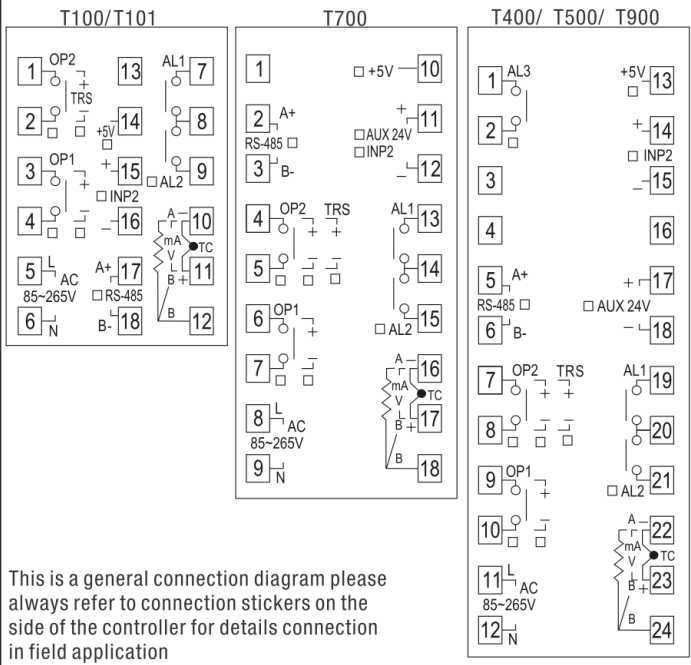 T100/T101
T700
T400/ T500/ T900
1 OP2 + 13 AL1 7
TRS
2 − − +5V 14 8
3 OP1 + + 15 9
INP2 AL2
4 − − 16 A − 10
mA V TC
5 L AC A+ 17 B + 11
85~265V RS-485
6 N B- 18 B 12
1 +5V 10
2 A+ + 11
RS-485 AUX 24V
INP2
3 B- − 12
4 OP2 TRS AL1 13
+ +
5 − − 14
6 OP1 15
+ AL2
7 − A − 16
mA
V TC
8 L AC B + 17
85~265V
9 N B 18
1 AL3 +5V 13
2 + 14
INP2
3 − 15
4 16
5 A+ + 17
RS-485 AUX 24V
6 B- − 18
7 OP2 TRS AL1 19
+ +
8 − − 20
9 OP1 21
+ AL2
10 − A − 22
mA
V TC
11 L AC B + 23
85~265V
12 N B 24
This is a general connection diagram please
always refer to connection stickers on the
side of the controller for details connection
in field application